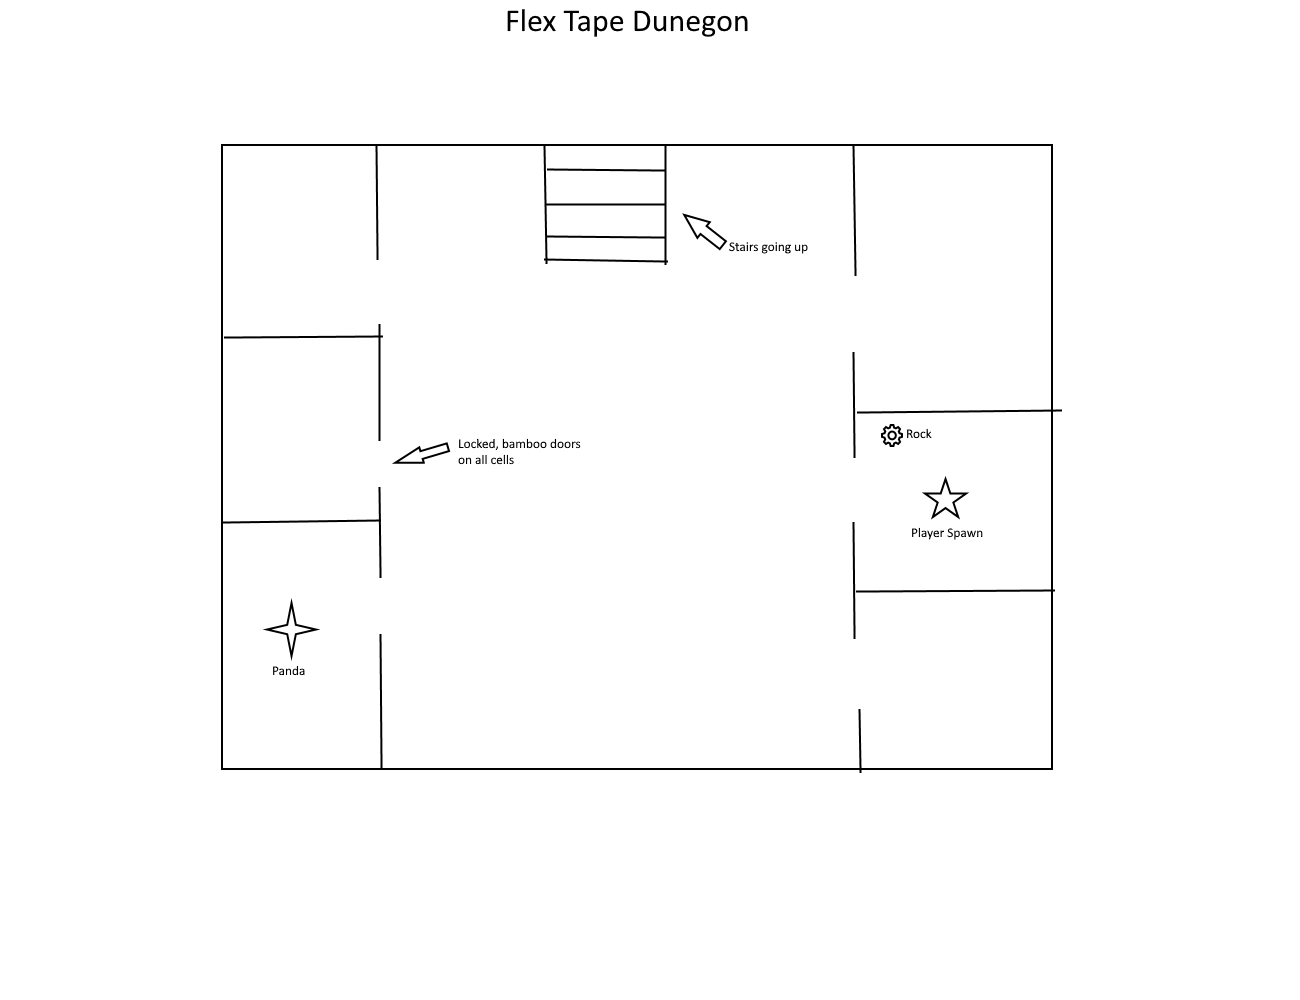 Flex Tape Dunegon
Stairs going up
Locked, bamboo doors
on all cells
Rock
Player Spawn
Panda